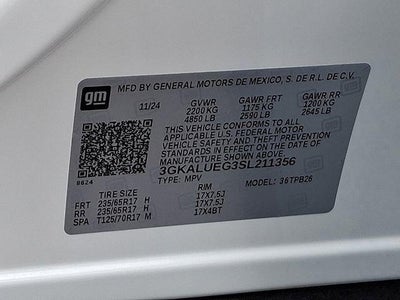 gm
MFD BY GENERAL MOTORS DE MEXICO, S. DE R.L. DE C.V.
11/24 GVWR GAWR FRT GAWR RR
2200 KG 1175 KG 1200 KG
4850 LB 2590 LB 2645 LB
THIS VEHICLE CONFORMS TO ALL
APPLICABLE U.S. FEDERAL MOTOR
VEHICLE SAFETY AND THEFT PREVENTION
STANDARDS IN EFFECT ON THE DATE OF
MANUFACTURE SHOWN ABOVE.
3GKALUEG3SL211356
8624
TYPE: MPV MODEL: 36TPB26
TIRE SIZE RIM
FRT 235/65R17 H 17X7.5J
RR 235/65R17 H 17X7.5J
SPA T125/70R17 M 17X4BT